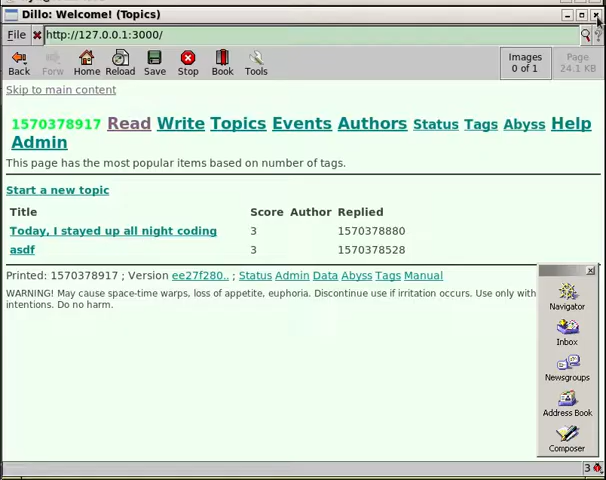 Dillo: Welcome! (Topics)
File http://127.0.0.1:3000/
Back Forw Home Reload Save Stop Book Tools
Images
0 of 1
Page
24.1 KB
Skip to main content
1570378917 Read Write Topics Events Authors Status Tags Abyss Help
Admin
This page has the most popular items based on number of tags.
Start a new topic
Title Score Author Replied
Today, I stayed up all night coding 3 1570378880
asdf 3 1570378528
Printed: 1570378917 ; Version ee27f280.. ; Status Admin Data Abyss Tags Manual
WARNING! May cause space-time warps, loss of appetite, euphoria. Discontinue use if irritation occurs. Use only with
intentions. Do no harm.
Navigator
Inbox
Newsgroups
Address Book
Composer
3